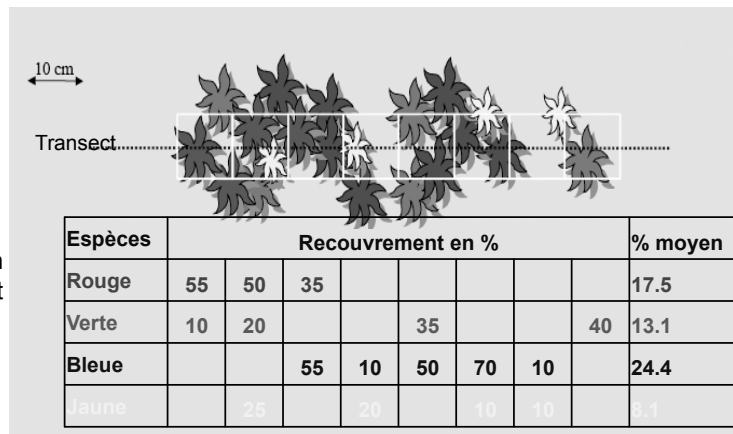 10 cm
Transect
Espèces Recouvrement en % % moyen
Rouge 55 50 35 17.5
Verte 10 20 35 40 13.1
Bleue 55 10 50 70 10 24.4
Jaune 25 20 10 10 8.1